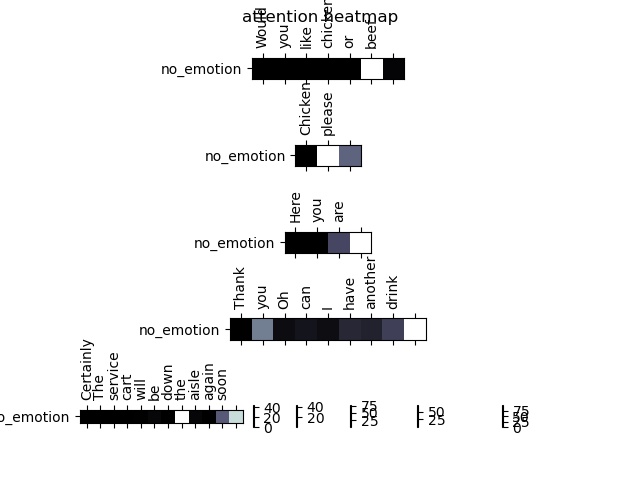 attention heatmap
Would you like chicken or beef
no_emotion
Chicken please
no_emotion
Here you are
no_emotion
Thank you Oh can I have another drink
no_emotion
Certainly The service cart will be down the aisle again soon
o_emotion
40 20 0
40 20
75 50 25
50 25
75 50 25 0